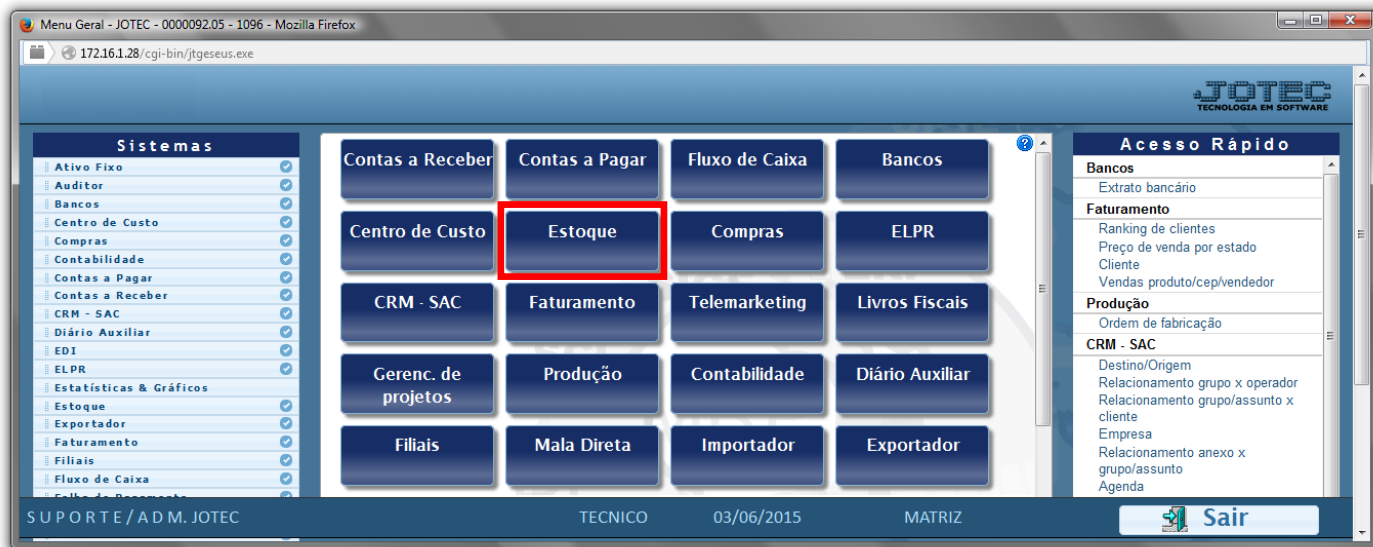 Menu Geral - JOTEC - 0000092.05 - 1096 - Mozilla Firefox
172.16.1.28/cgi-bin/jtgeseus.exe
JOTEC
TECNOLOGIA EM SOFTWARE
Sistemas
Ativo Fixo
Auditor
Bancos
Centro de Custo
Compras
Contabilidade
Contas a Pagar
Contas a Receber
CRM - SAC
Diário Auxiliar
EDI
ELPR
Estatísticas & Gráficos
Estoque
Exportador
Faturamento
Filiais
Fluxo de Caixa
Folha de Pagamento
Contas a Receber
Contas a Pagar
Fluxo de Caixa
Bancos
Centro de Custo
Estoque
Compras
ELPR
CRM - SAC
Faturamento
Telemarketing
Livros Fiscais
Gerenc. de
projetos
Produção
Contabilidade
Diário Auxiliar
Filiais
Mala Direta
Importador
Exportador
Acesso Rápido
Bancos
Extrato bancário
Faturamento
Ranking de clientes
Preço de venda por estado
Cliente
Vendas produto/cep/vendedor
Produção
Ordem de fabricação
CRM - SAC
Destino/Origem
Relacionamento grupo x operador
Relacionamento grupo/assunto x
cliente
Empresa
Relacionamento anexo x
grupo/assunto
Agenda
SUPORTE/ADM. JOTEC
TECNICO
03/06/2015
MATRIZ
Sair